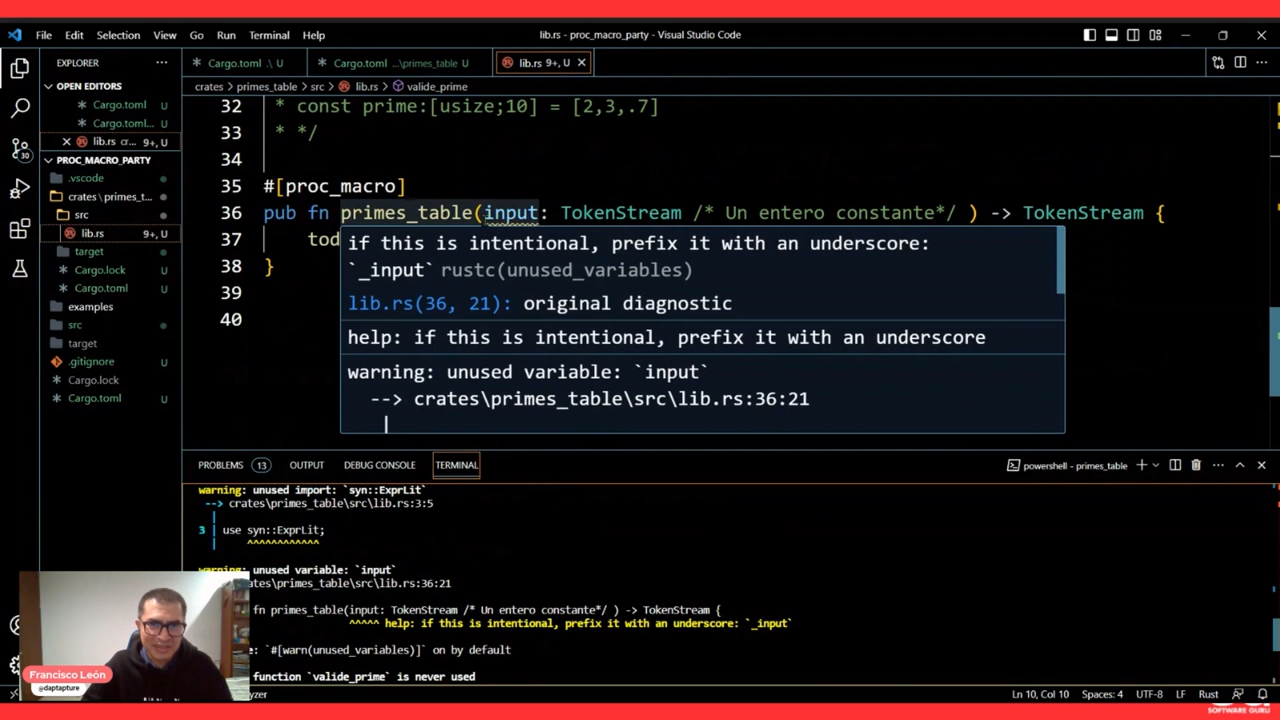 File Edit Selection View Go Run Terminal Help
lib.rs - proc_macro_party - Visual Studio Code
EXPLORER
OPEN EDITORS
Cargo.toml U
Cargo.toml... U
lib.rs cr... 9+, U
PROC_MACRO_PARTY
.vscode
crates \ primes_t...
src
lib.rs 9+, U
target
Cargo.lock U
Cargo.toml U
examples
src
target
.gitignore U
Cargo.lock
Cargo.toml U
30
Cargo.toml .\ U
Cargo.toml ...\primes_table U
lib.rs 9+, U
crates > primes_table > src > lib.rs > valide_prime
32 * const prime:[usize;10] = [2,3,.7]
33 * */
34
35 #[proc_macro]
36 pub fn primes_table(input: TokenStream /* Un entero constante*/ ) -> TokenStream {
37 tod
38 }
39
40
if this is intentional, prefix it with an underscore:
`_input` rustc(unused_variables)
lib.rs(36, 21): original diagnostic
help: if this is intentional, prefix it with an underscore
warning: unused variable: `input`
--> crates\primes_table\src\lib.rs:36:21
|
PROBLEMS 13 OUTPUT DEBUG CONSOLE TERMINAL
powershell - primes_table
warning: unused import: `syn::ExprLit`
--> crates\primes_table\src\lib.rs:3:5
|
3 | use syn::ExprLit;
| ^^^^^^^^^^^^
warning: unused variable: `input`
ates\primes_table\src\lib.rs:36:21
fn primes_table(input: TokenStream /* Un entero constante*/ ) -> TokenStream {
^^^^^ help: if this is intentional, prefix it with an underscore: `_input`
: `#[warn(unused_variables)]` on by default
function `valide_prime` is never used
Francisco León
@daptapture
yzer
Ln 10, Col 10 Spaces: 4 UTF-8 LF Rust
SOFTWARE GURU